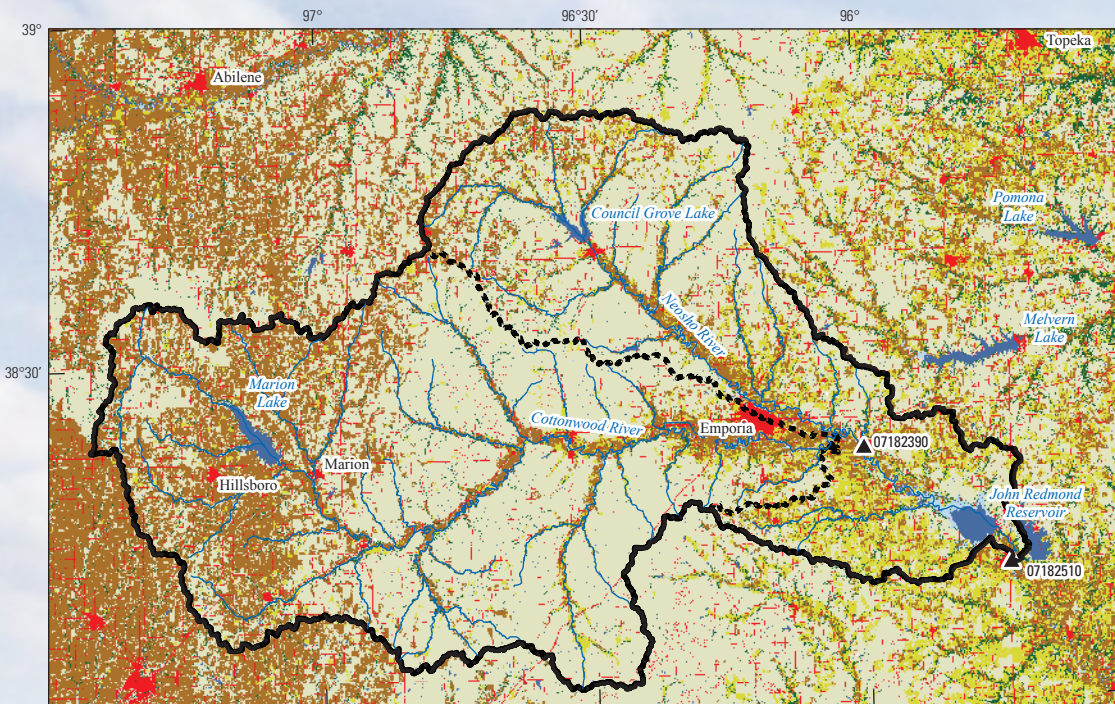 97°
96°30'
96°
39°
Topeka
Abilene
Pomona
Lake
Council Grove Lake
Neosho River
Melvern
Lake
38°30'
Marion
Lake
Cottonwood River
Emporia
07182390
Marion
Hillsboro
John Redmond
Reservoir
07182510